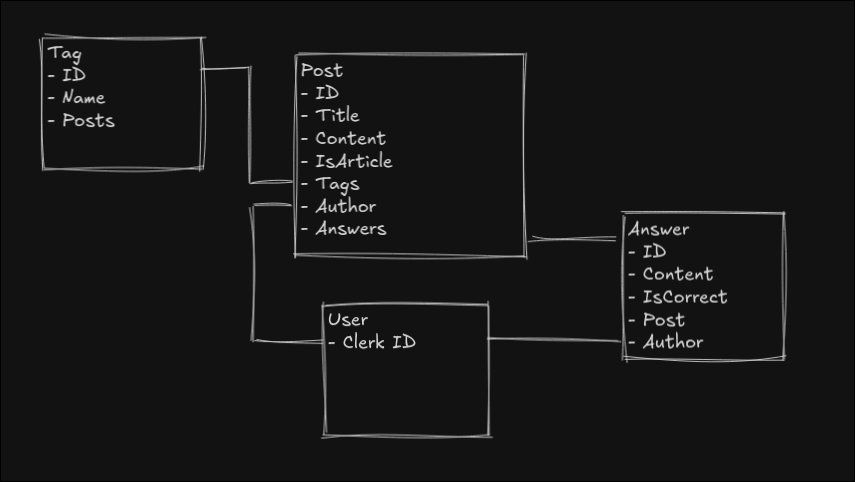 Tag
- ID
- Name
- Posts
Post
- ID
- Title
- Content
- IsArticle
- Tags
- Author
- Answers
User
- Clerk ID
Answer
- ID
- Content
- IsCorrect
- Post
- Author